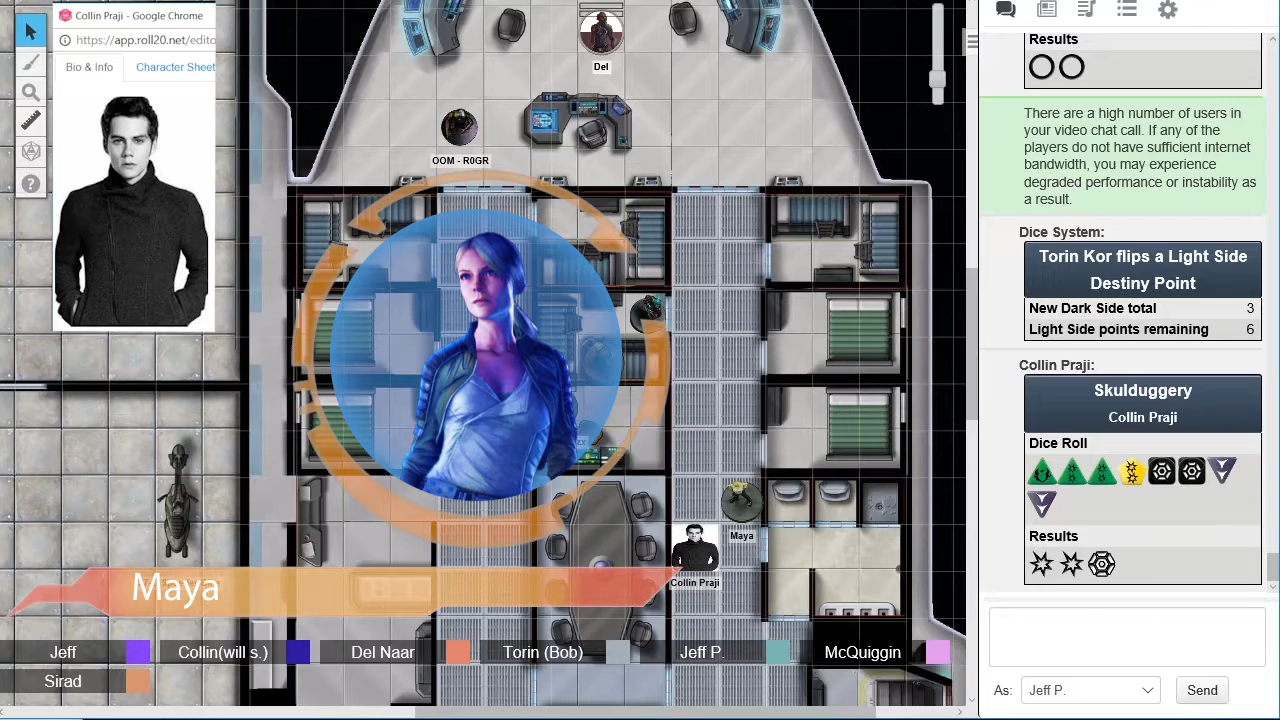 Collin Praji - Google Chrome
https://app.roll20.net/edito
Bio & Info
Character Sheet
Del
OOM - R0GR
Maya
Collin Praji
Maya
Jeff
Collin(will s.)
Del Naar
Torin (Bob)
Jeff P.
McQuiggin
Sirad
Results
There are a high number of users in
your video chat call. If any of the
players do not have sufficient internet
bandwidth, you may experience
degraded performance or instability as
a result.
Dice System:
Torin Kor flips a Light Side
Destiny Point
New Dark Side total 3
Light Side points remaining 6
Collin Praji:
Skulduggery
Collin Praji
Dice Roll
Results
As:
Jeff P.
Send